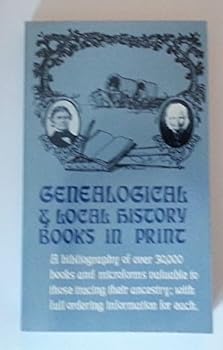 GENEALOGICAL
& LOCAL HISTORY
BOOKS IN PRINT
A bibliography of over 30,000
books and microforms valuable to
those tracing their ancestry; with
full ordering information for each.